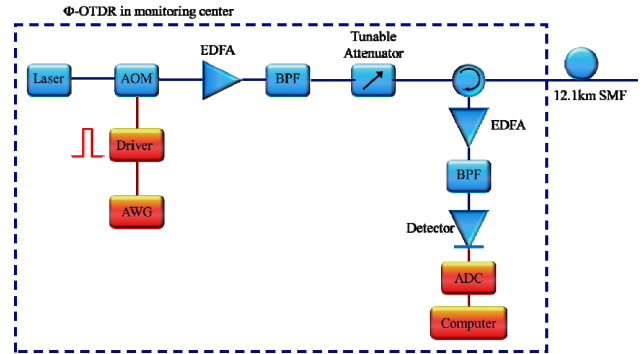 Φ-OTDR in monitoring center
Tunable
Attenuator
EDFA
Laser
AOM
BPF
12.1km SMF
EDFA
Driver
BPF
AWG
Detector
ADC
Computer